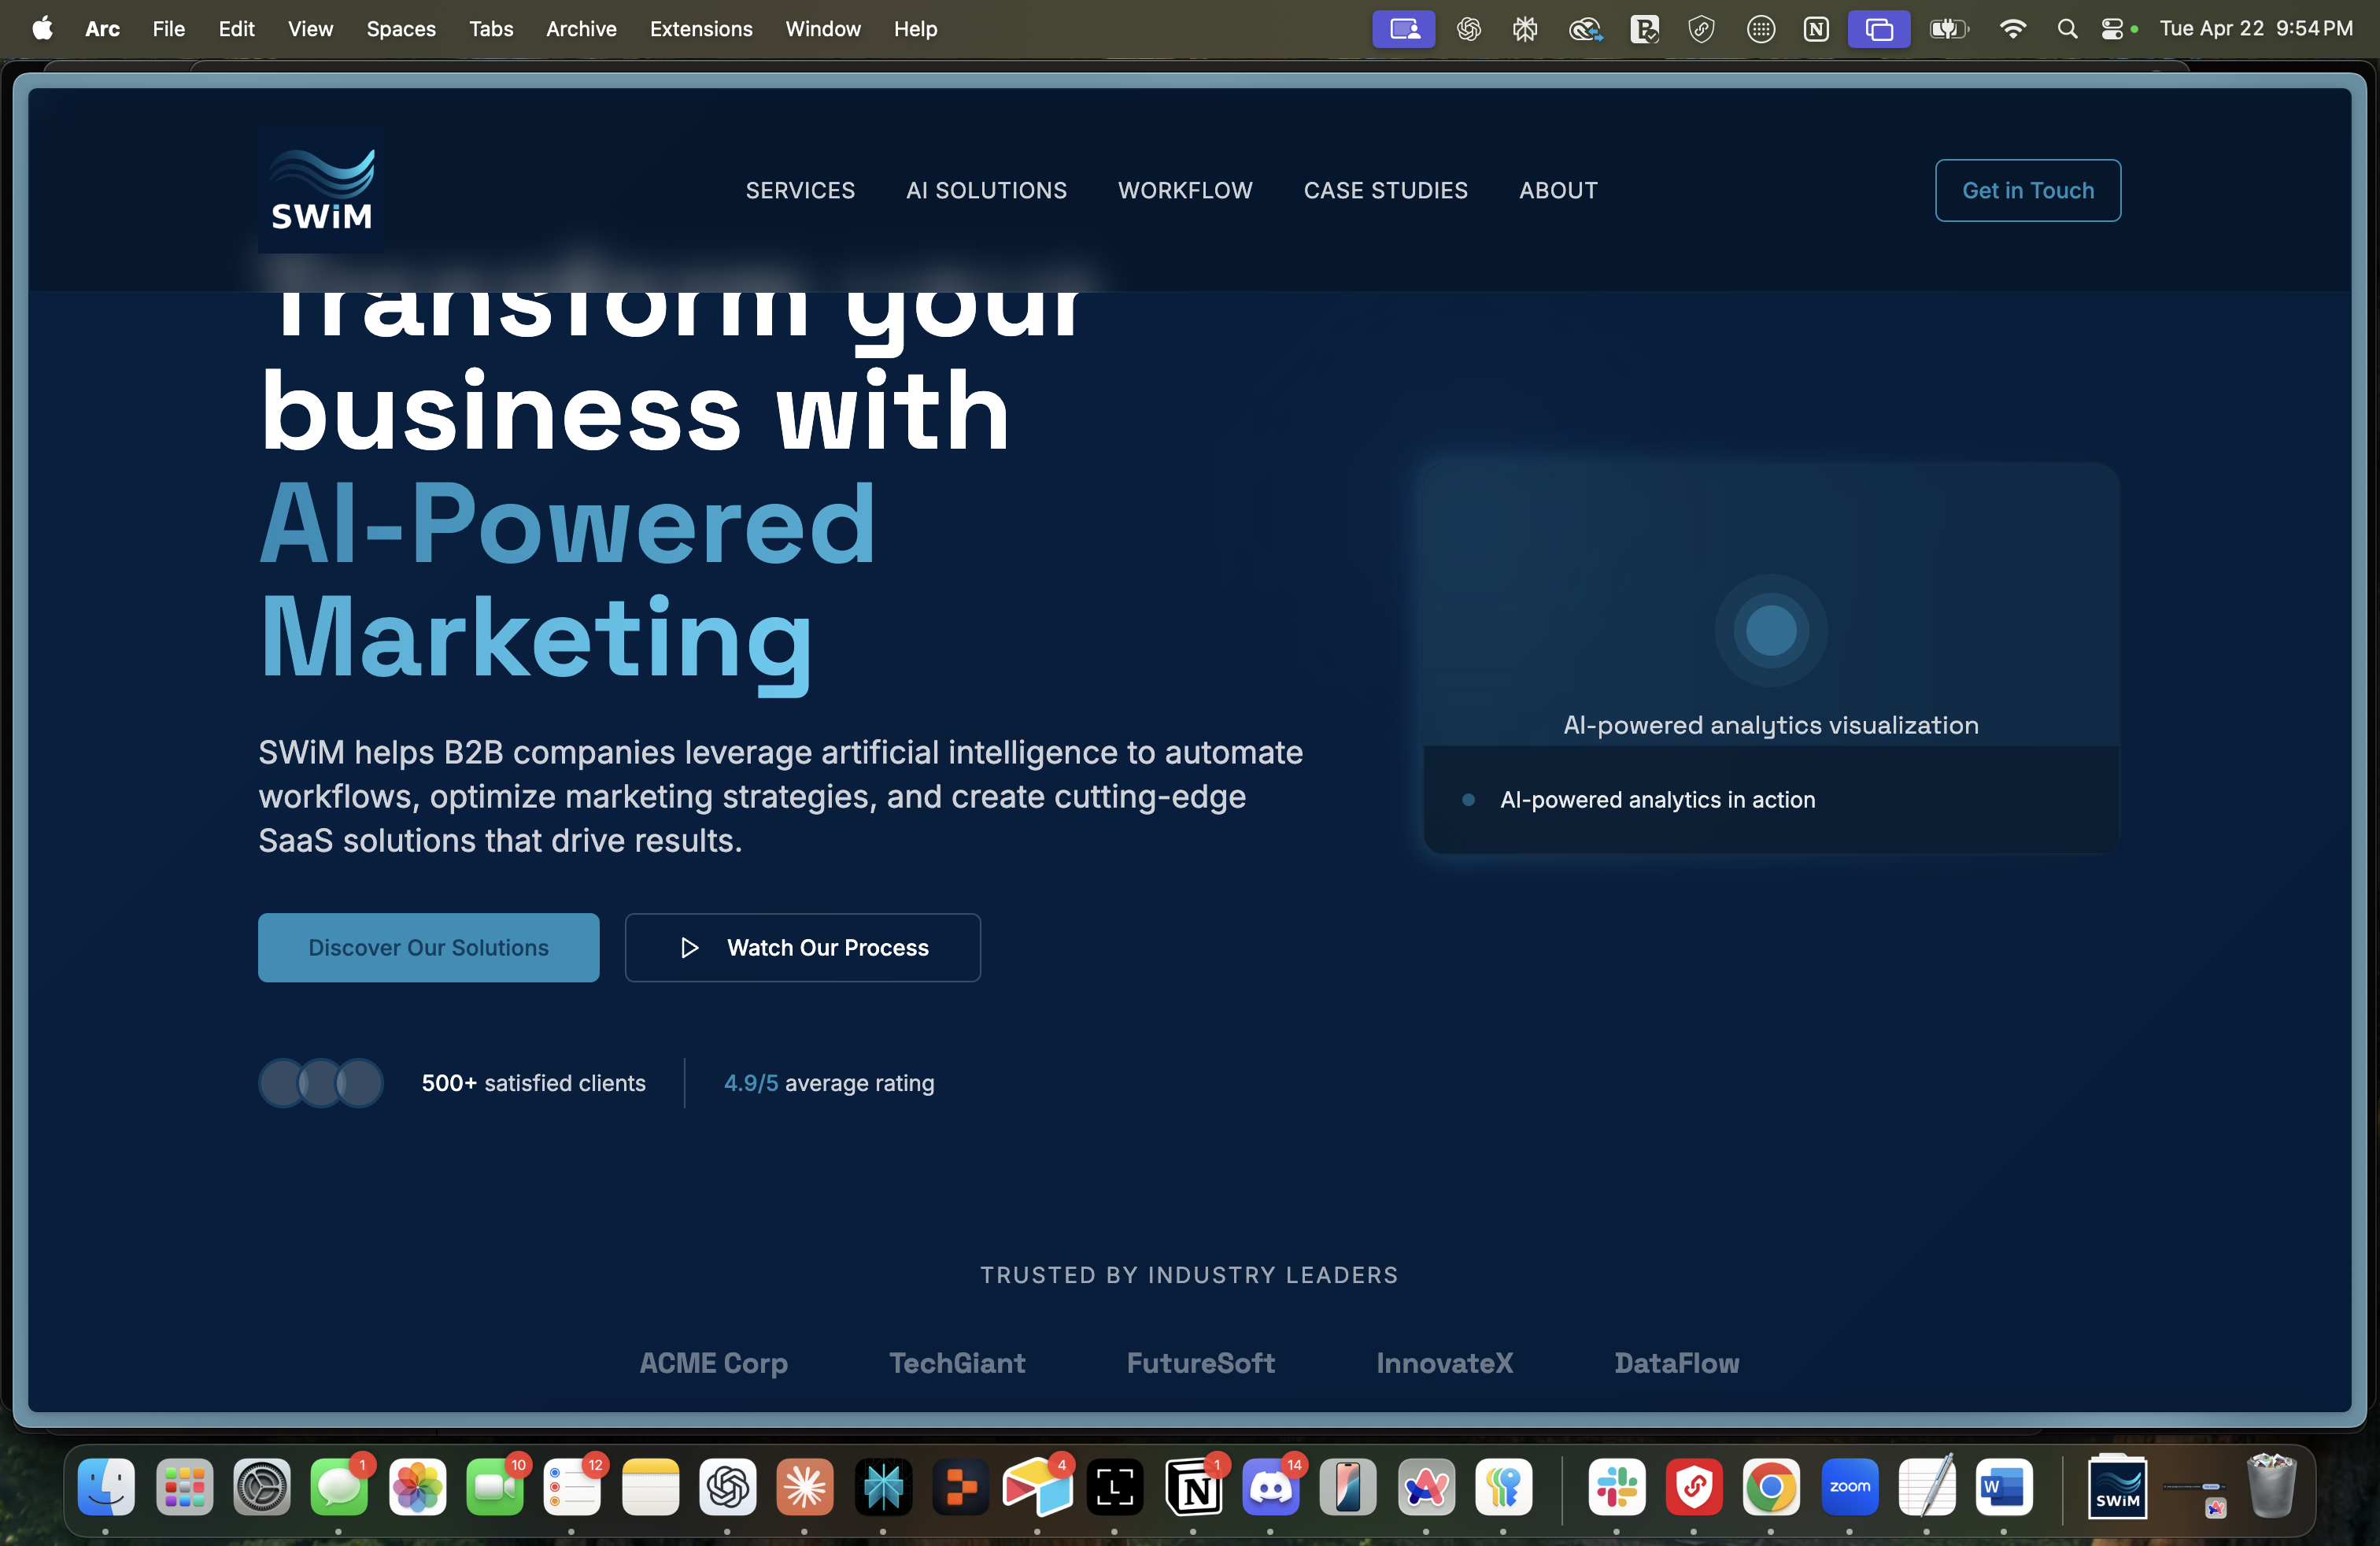 Arc File Edit View Spaces Tabs Archive Extensions Window Help
Tue Apr 22 9:54 PM
SWiM
SERVICES AI SOLUTIONS WORKFLOW CASE STUDIES ABOUT
Get in Touch
Transform your
business with
AI-Powered
Marketing
SWiM helps B2B companies leverage artificial intelligence to automate
workflows, optimize marketing strategies, and create cutting-edge
SaaS solutions that drive results.
AI-powered analytics visualization
AI-powered analytics in action
Discover Our Solutions
Watch Our Process
500+ satisfied clients
4.9/5 average rating
TRUSTED BY INDUSTRY LEADERS
ACME Corp TechGiant FutureSoft InnovateX DataFlow
1 10 12 4 1 14
zoom
W
SWiM